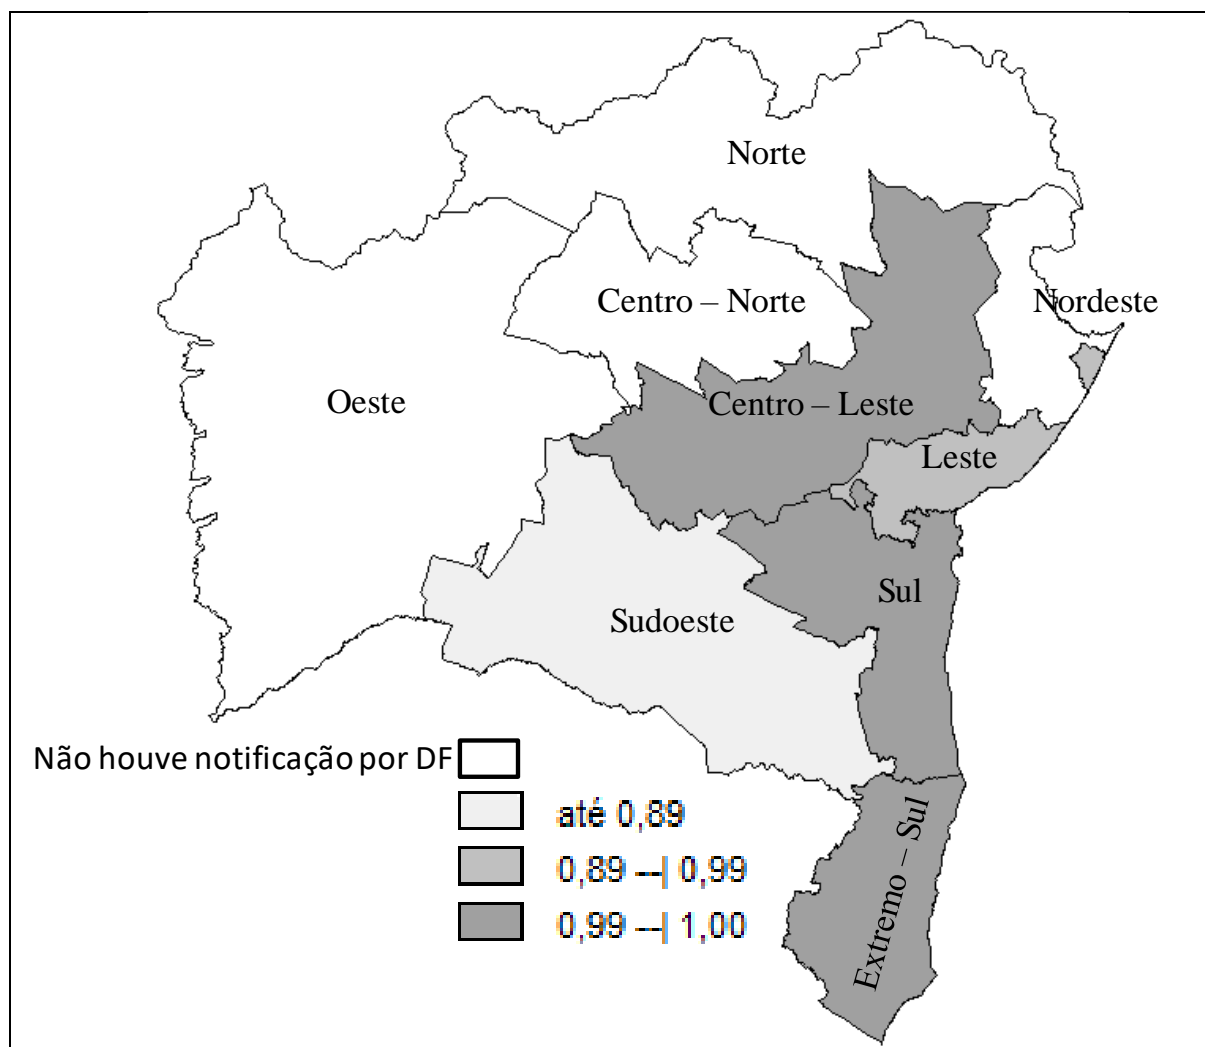 Norte
Centro – Norte
Nordeste
Oeste
Centro – Leste
Leste
Sul
Sudoeste
Não houve notificação por DF
até 0,89
0,89 --| 0,99
0,99 --| 1,00
Extremo – Sul